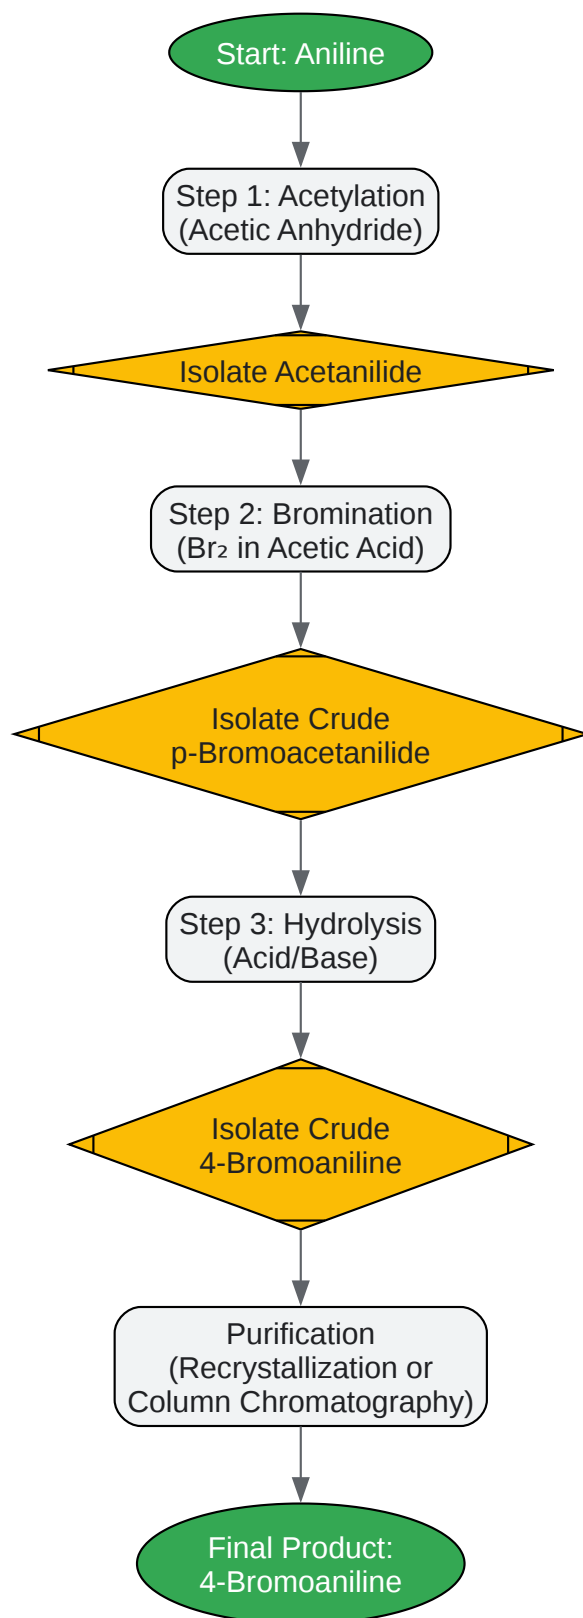 Start: Aniline
Step 1: Acetylation
(Acetic Anhydride)
Isolate Acetanilide
Step 2: Bromination
(Br₂ in Acetic Acid)
Isolate Crude
p-Bromoacetanilide
Step 3: Hydrolysis
(Acid/Base)
Isolate Crude
4-Bromoaniline
Purification
(Recrystallization or
Column Chromatography)
Final Product:
4-Bromoaniline